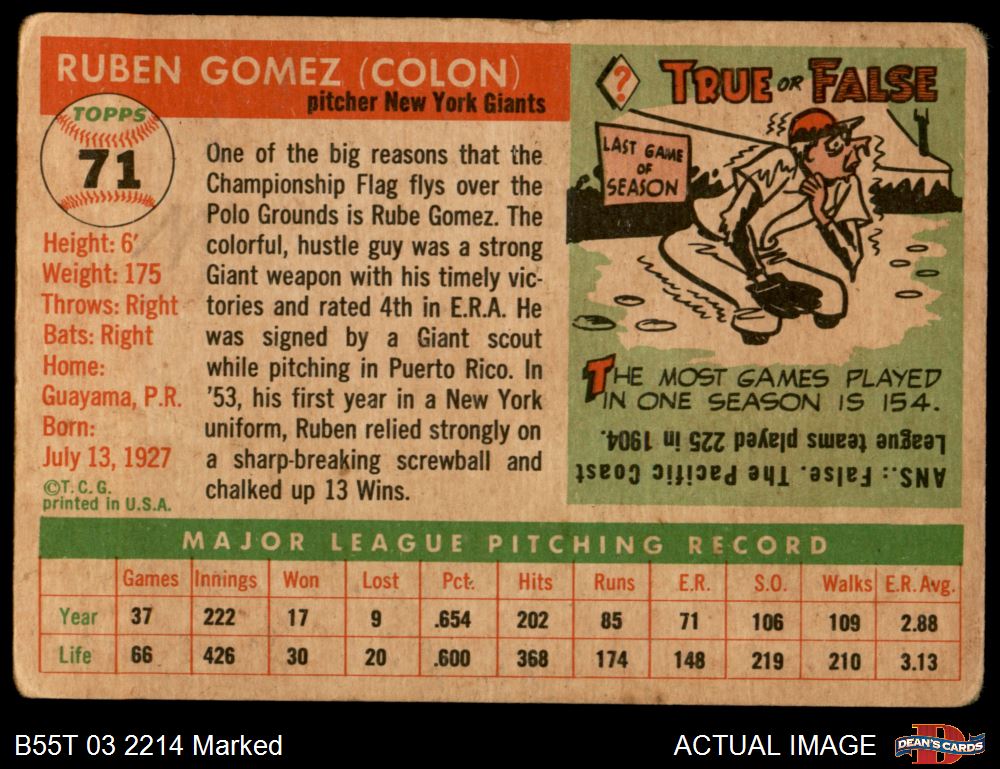 RUBEN GOMEZ (COLON)
pitcher New York Giants
TOPPS
71
Height: 6'
Weight: 175
Throws: Right
Bats: Right
Home:
Guayama, P.R.
Born:
July 13, 1927
©T.C.G.
printed in U.S.A.
One of the big reasons that the
Championship Flag flys over the
Polo Grounds is Rube Gomez. The
colorful, hustle guy was a strong
Giant weapon with his timely vic-
tories and rated 4th in E.R.A. He
was signed by a Giant scout
while pitching in Puerto Rico. In
'53, his first year in a New York
uniform, Ruben relied strongly on
a sharp-breaking screwball and
chalked up 13 Wins.
? TRUE OR FALSE
LAST GAME
OF
SEASON
THE MOST GAMES PLAYED
IN ONE SEASON IS 154.
ANS.: False. The Pacific Coast
League teams played 225 in 1904.
MAJOR LEAGUE PITCHING RECORD
Games Innings Won Lost Pct. Hits Runs E.R. S.O. Walks E.R. Avg.
Year 37 222 17 9 .654 202 85 71 106 109 2.88
Life 66 426 30 20 .600 368 174 148 219 210 3.13
B55T 03 2214 Marked
ACTUAL IMAGE
DEAN'S CARDS